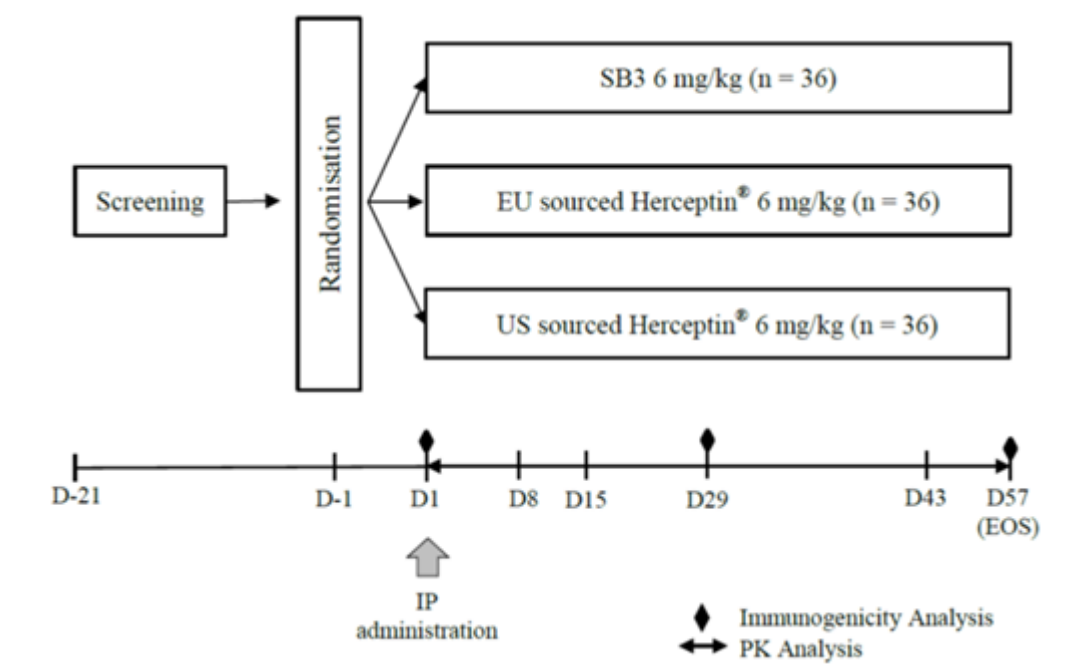 SB3 6 mg/kg (n = 36)
Screening
Randomisation
EU sourced Herceptin® 6 mg/kg (n = 36)
US sourced Herceptin® 6 mg/kg (n = 36)
D-21
D-1
D1
D8
D15
D29
D43
D57
(EOS)
IP
administration
Immunogenicity Analysis
PK Analysis